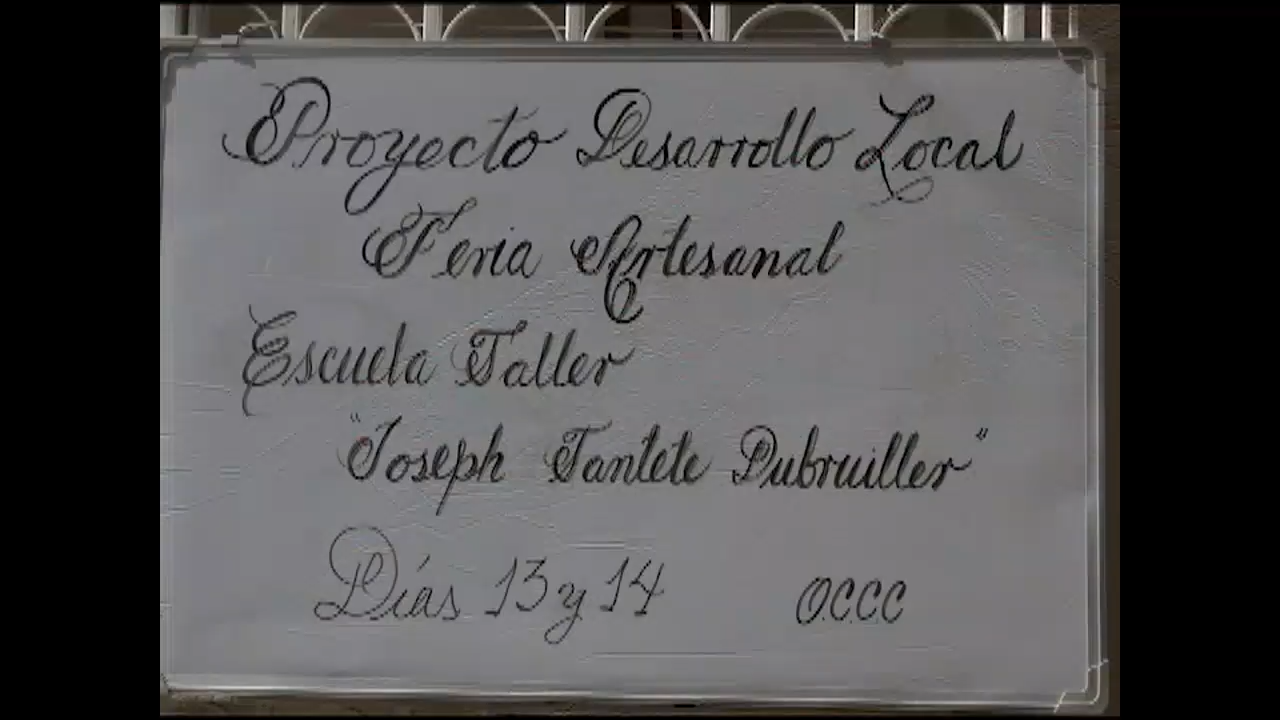 Proyecto Desarrollo Local
Feria Artesanal
Escuela Taller
"Joseph Tantete Dubruiller"
Días 13 y 14 OCCC